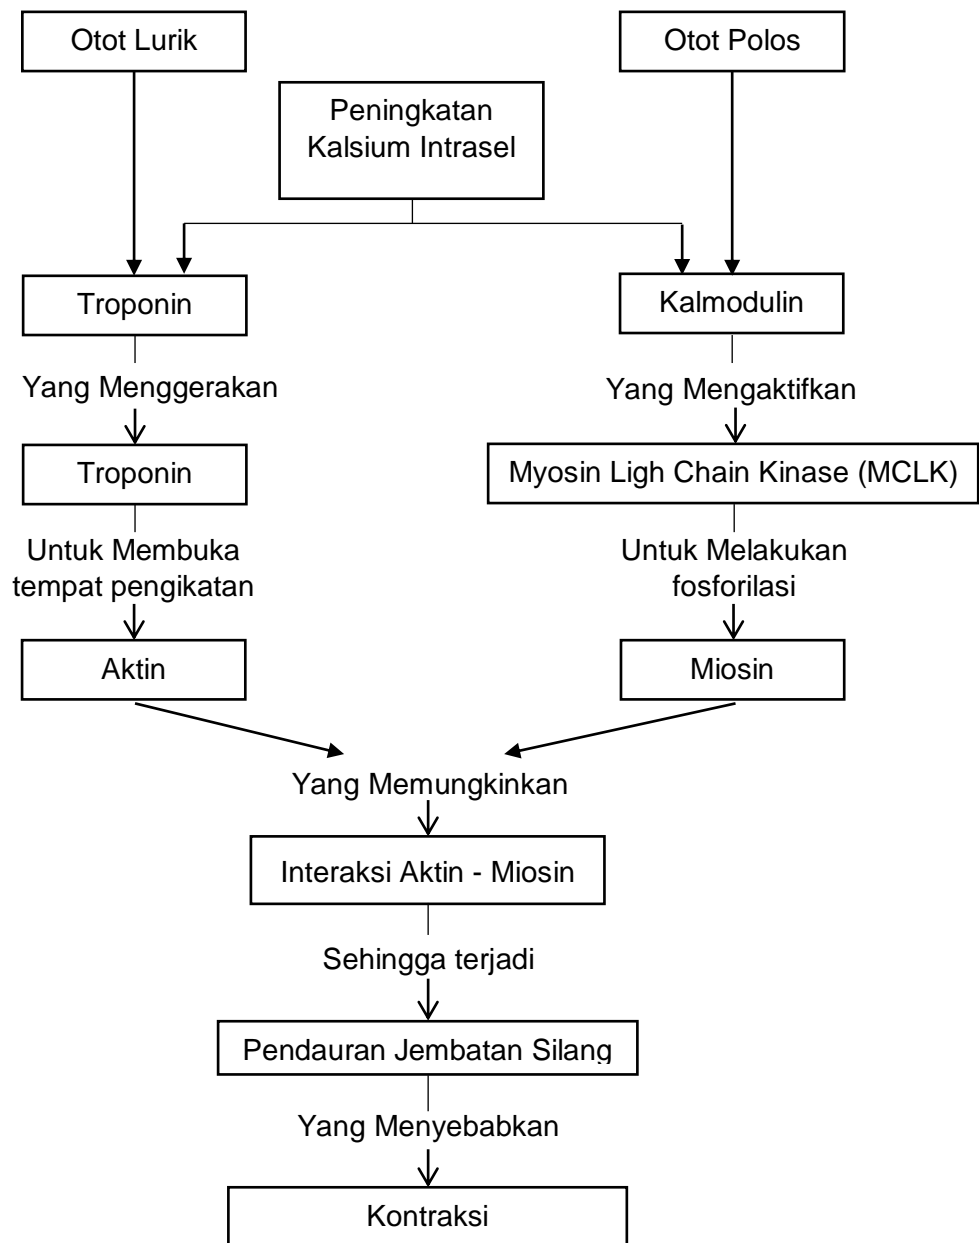 Otot Lurik
Otot Polos
Peningkatan
Kalsium Intrasel
Troponin
Kalmodulin
Yang Menggerakan
Yang Mengaktifkan
Troponin
Myosin Ligh Chain Kinase (MCLK)
Untuk Membuka
tempat pengikatan
Untuk Melakukan
fosforilasi
Aktin
Miosin
Yang Memungkinkan
Interaksi Aktin - Miosin
Sehingga terjadi
Pendauran Jembatan Silang
Yang Menyebabkan
Kontraksi